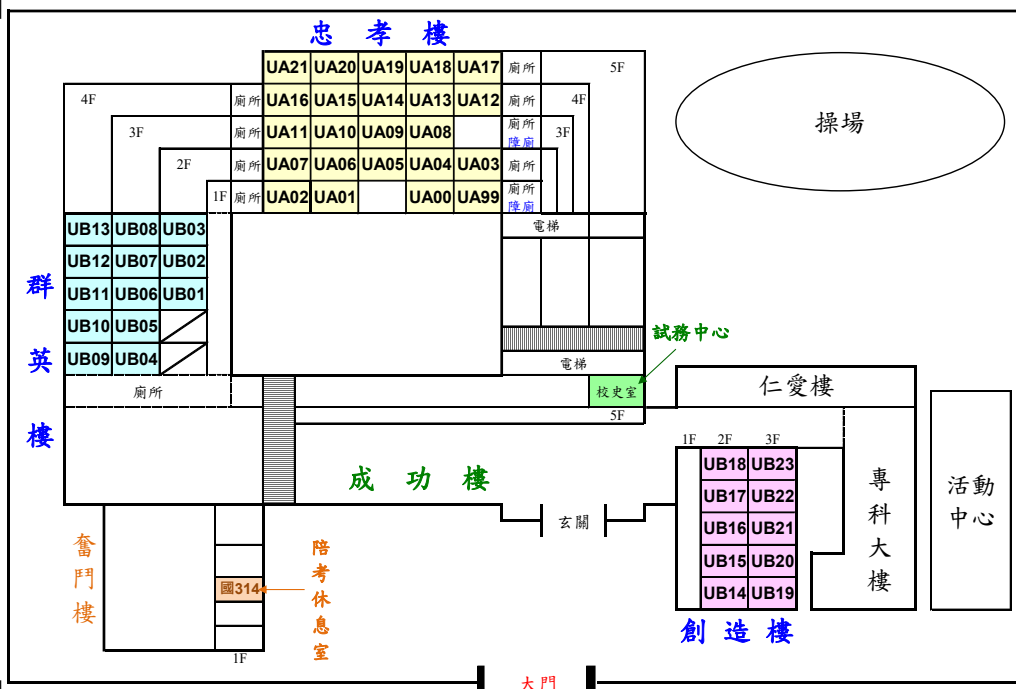 忠孝樓
UA21 UA20 UA19 UA18 UA17 廁所 5F
4F 廁所 UA16 UA15 UA14 UA13 UA12 廁所 4F
操場
3F 廁所 UA11 UA10 UA09 UA08 廁所 障廁 3F
2F 廁所 UA07 UA06 UA05 UA04 UA03 廁所
1F 廁所 UA02 UA01 UA00 UA99 廁所 障廁
UB13 UB08 UB03
電梯
UB12 UB07 UB02
群英樓
UB11 UB06 UB01
UB10 UB05
試務中心
UB09 UB04
電梯
廁所
校史室
仁愛樓
5F
1F 2F 3F
UB18 UB23
成功樓
UB17 UB22
專科大樓
活動
中心
玄關
UB16 UB21
奮鬥樓
陪考休息室
UB15 UB20
國314
UB14 UB19
創造樓
1F
大門